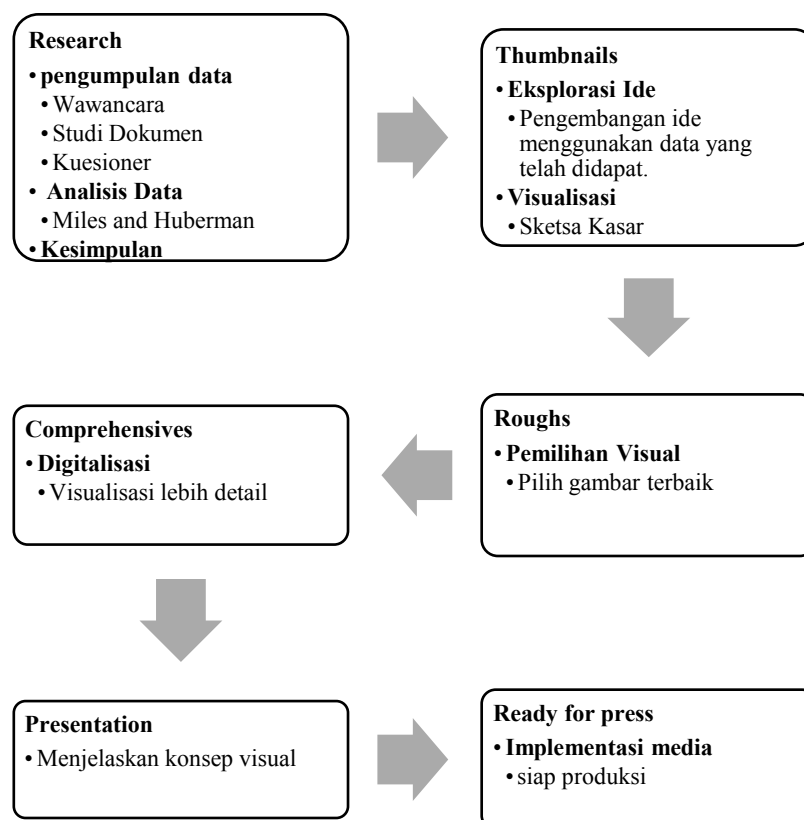 Research
• pengumpulan data
• Wawancara
• Studi Dokumen
• Kuesioner
• Analisis Data
• Miles and Huberman
• Kesimpulan
Thumbnails
• Eksplorasi Ide
• Pengembangan ide
menggunakan data yang
telah didapat.
• Visualisasi
• Sketsa Kasar
Roughs
• Pemilihan Visual
• Pilih gambar terbaik
Comprehensives
• Digitalisasi
• Visualisasi lebih detail
Presentation
• Menjelaskan konsep visual
Ready for press
• Implementasi media
• siap produksi